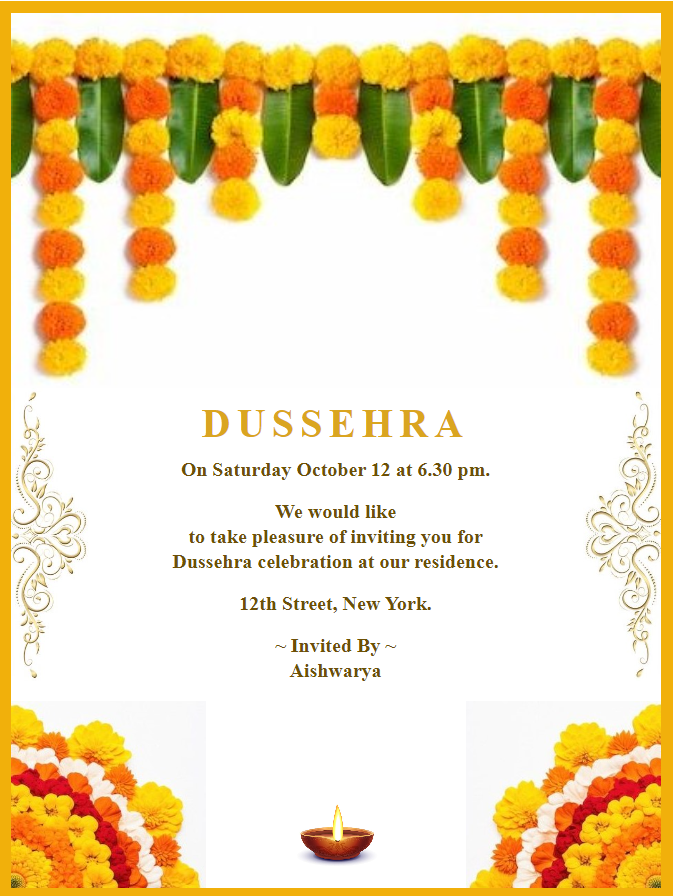 DUSSEHRA
On Saturday October 12 at 6.30 pm.
We would like
to take pleasure of inviting you for
Dussehra celebration at our residence.
12th Street, New York.
~ Invited By ~
Aishwarya